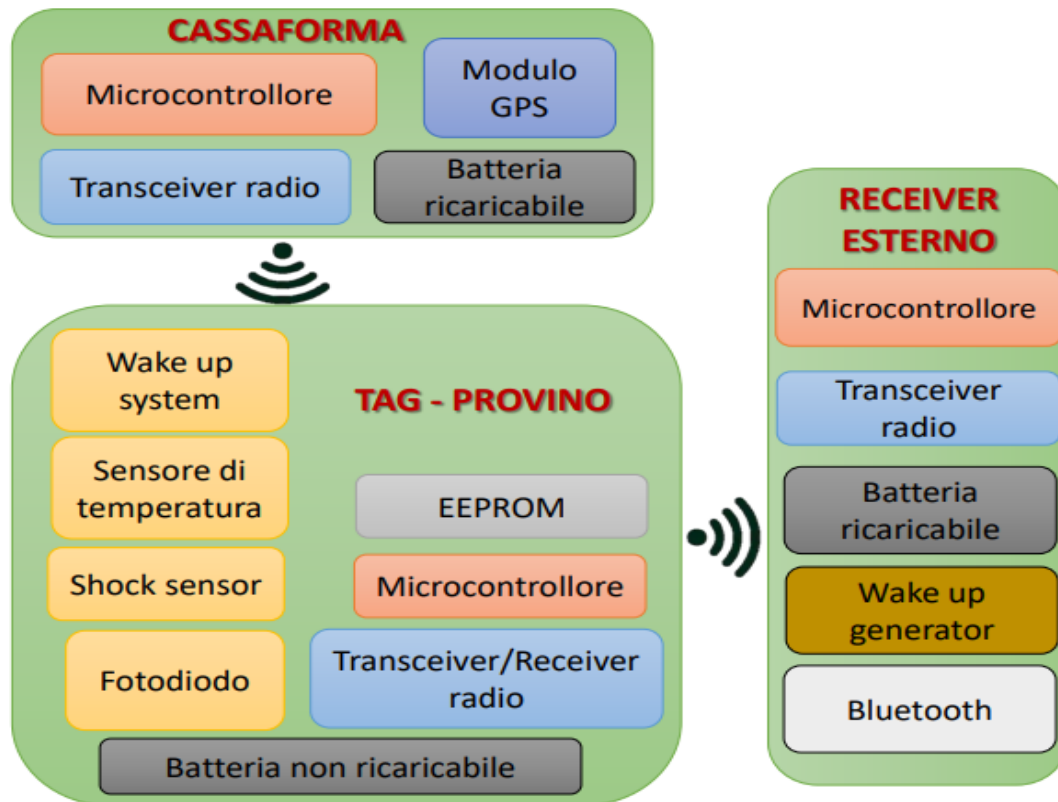 CASSAFORMA
Microcontrollore
Modulo
GPS
Transceiver radio
Batteria
ricaricabile
TAG - PROVINO
Wake up
system
Sensore di
temperatura
Shock sensor
Fotodiodo
EEPROM
Microcontrollore
Transceiver/Receiver
radio
Batteria non ricaricabile
RECEIVER
ESTERNO
Microcontrollore
Transceiver
radio
Batteria
ricaricabile
Wake up
generator
Bluetooth